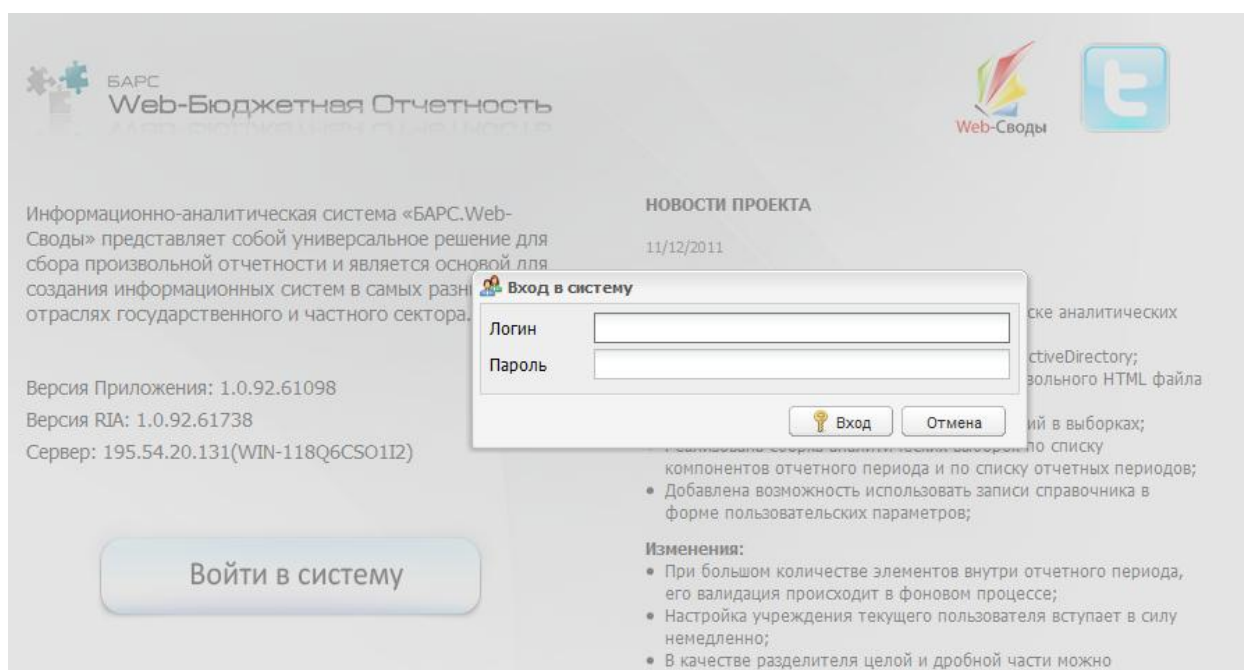 БАРС
Web-Бюджетная Отчетность
Web-Своды
Информационно-аналитическая система «БАРС.Web-
Своды» представляет собой универсальное решение для
сбора произвольной отчетности и является основой для
создания информационных систем в самых разн
отраслях государственного и частного сектора.
Версия Приложения: 1.0.92.61098
Версия RIA: 1.0.92.61738
Сервер: 195.54.20.131(WIN-118Q6CSO1I2)
Войти в систему
НОВОСТИ ПРОЕКТА
11/12/2011
Вход в систему
Логин
Пароль
Вход
Отмена
ске аналитических
ctiveDirectory;
вольного HTML файла
ий в выборках;
по списку
компонентов отчетного периода и по списку отчетных периодов;
• Добавлена возможность использовать записи справочника в
форме пользовательских параметров;
Изменения:
• При большом количестве элементов внутри отчетного периода,
его валидация происходит в фоновом процессе;
• Настройка учреждения текущего пользователя вступает в силу
немедленно;
• В качестве разделителя целой и дробной части можно